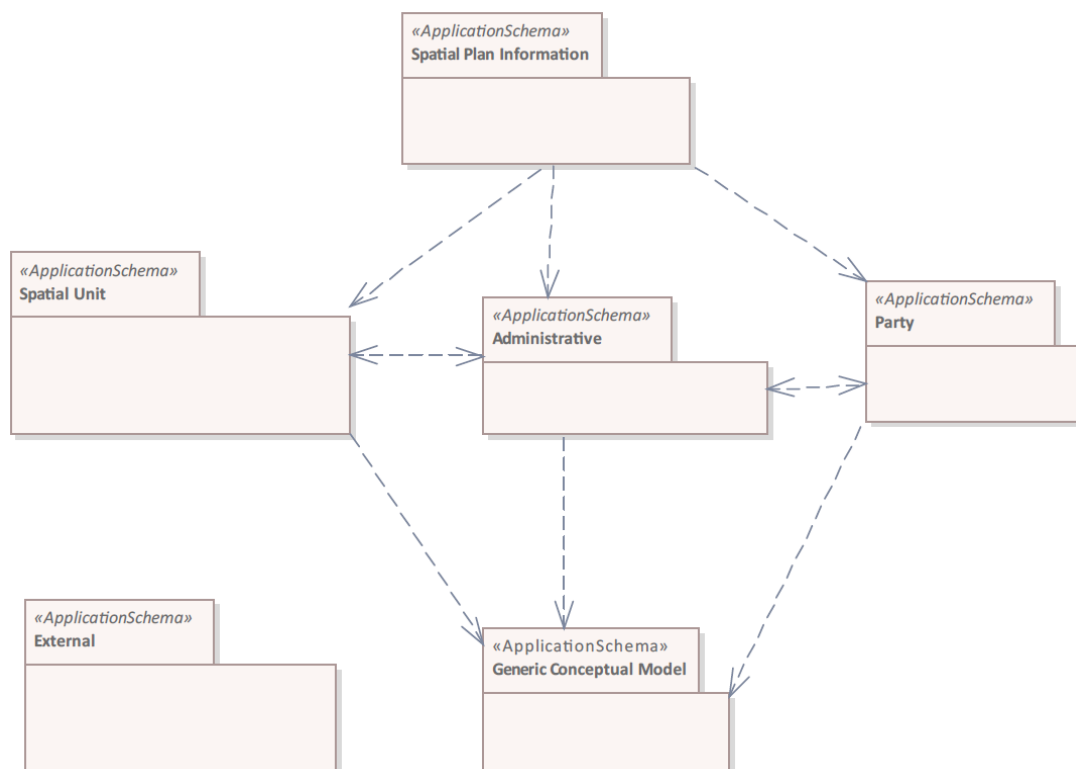 «ApplicationSchema»
Spatial Plan Information
«ApplicationSchema»
Spatial Unit
«ApplicationSchema»
Administrative
«ApplicationSchema»
Party
«ApplicationSchema»
External
«ApplicationSchema»
Generic Conceptual Model